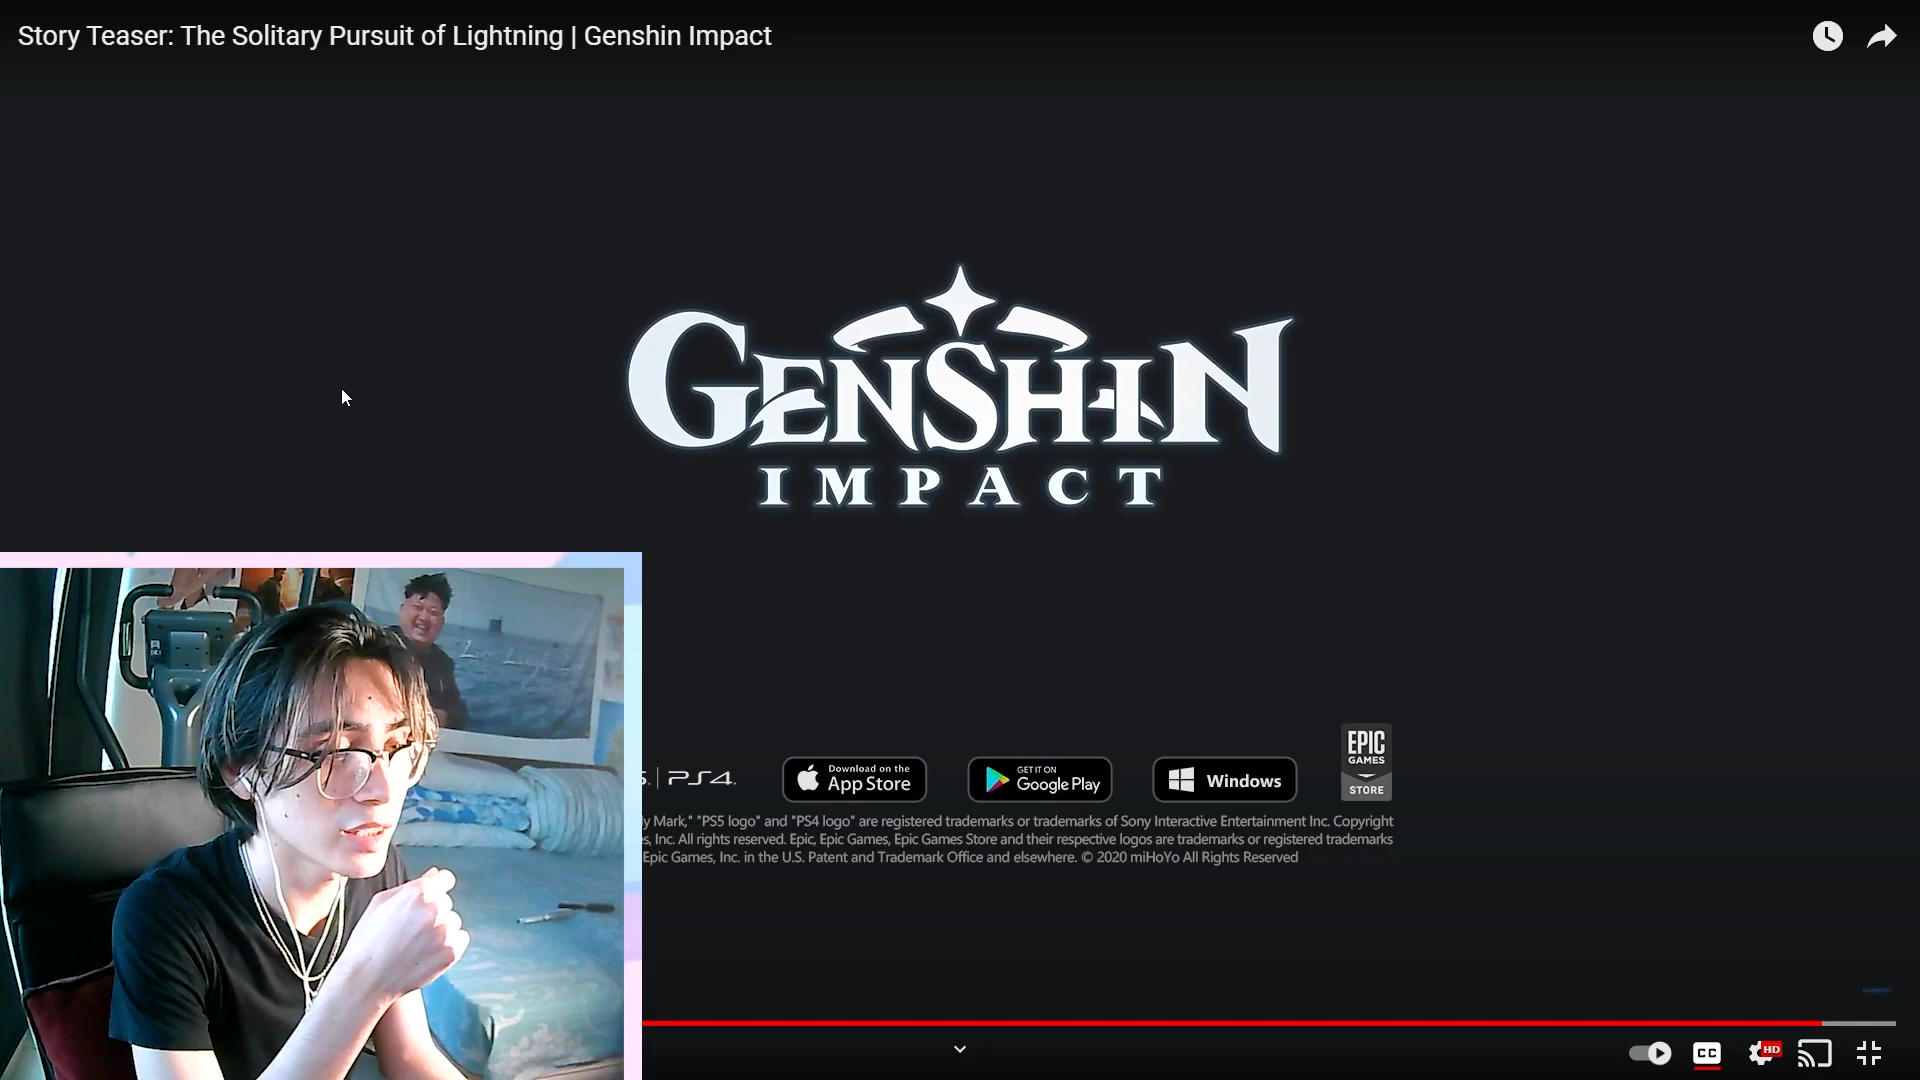 Story Teaser: The Solitary Pursuit of Lightning | Genshin Impact
GENSHIN
IMPACT
PS4
Download on the
App Store
GET IT ON
Google Play
Windows
EPIC
GAMES
STORE
y Mark," "PS5 logo" and "PS4 logo" are registered trademarks or trademarks of Sony Interactive Entertainment Inc. Copyright
s, Inc. All rights reserved. Epic, Epic Games, Epic Games Store and their respective logos are trademarks or registered trademarks
Epic Games, Inc. in the U.S. Patent and Trademark Office and elsewhere. © 2020 miHoYo All Rights Reserved
CC
HD